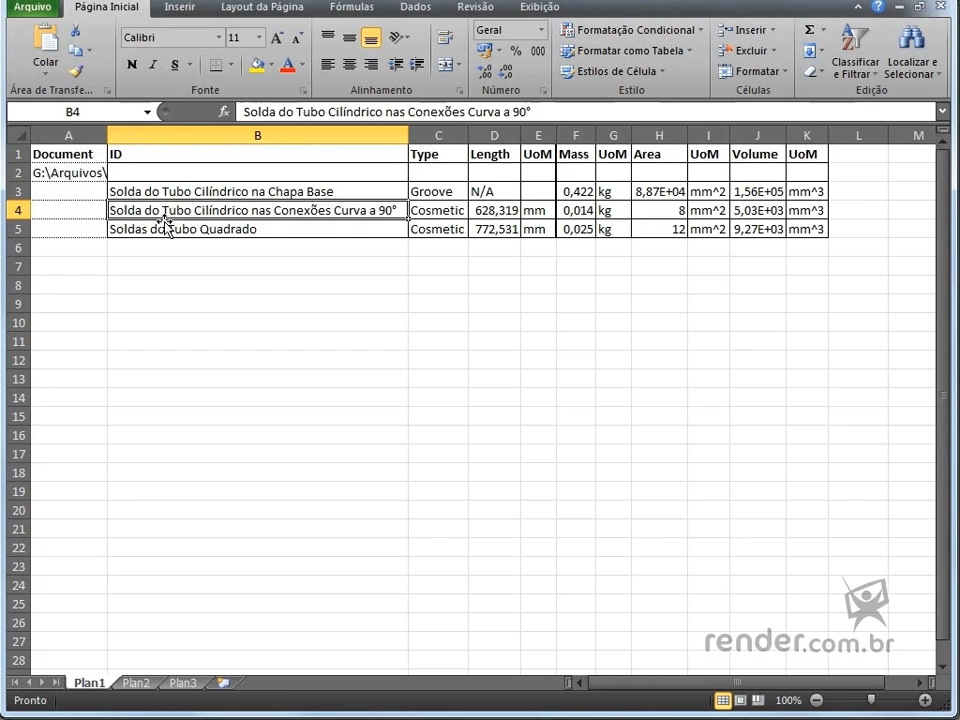 Arquivo Página Inicial Inserir Layout da Página Fórmulas Dados Revisão Exibição
Colar
Calibri 11
N I S A
Geral
% 000
Formatação Condicional
Formatar como Tabela
Estilos de Célula
Inserir
Excluir
Formatar
Σ
Classificar e Filtrar
Localizar e Selecionar
Área de Transfe... Fonte Alinhamento Número Estilo Células Edição
B4 fx Solda do Tubo Cilíndrico nas Conexões Curva a 90°
A B C D E F G H I J K L M
1 Document ID Type Length UoM Mass UoM Area UoM Volume UoM
2 G:\Arquivos\
3 Solda do Tubo Cilíndrico na Chapa Base Groove N/A 0,422 kg 8,87E+04 mm^2 1,56E+05 mm^3
4 Solda do Tubo Cilíndrico nas Conexões Curva a 90° Cosmetic 628,319 mm 0,014 kg 8 mm^2 5,03E+03 mm^3
5 Soldas do Tubo Quadrado Cosmetic 772,531 mm 0,025 kg 12 mm^2 9,27E+03 mm^3
6
7
8
9
10
11
12
13
14
15
16
17
18
19
20
21
22
23
24
25
26
27
28
render.com.br
Plan1 Plan2 Plan3
Pronto 100%